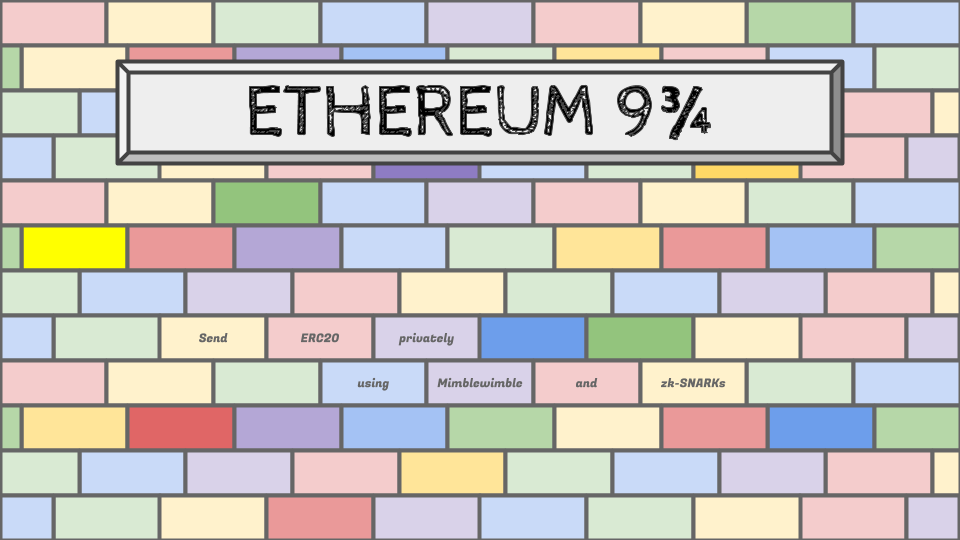 ETHEREUM 9¾
Send ERC20 privately
using Mimblewimble and zk-SNARKs